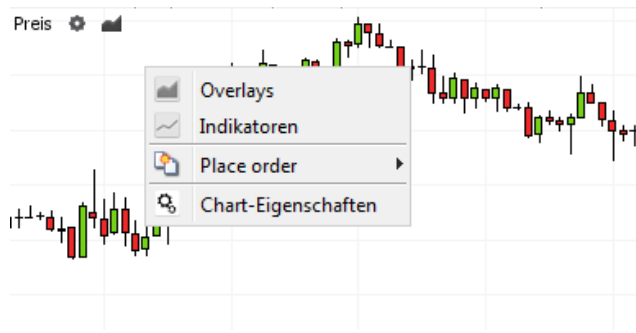 Preis
Overlays
Indikatoren
Place order
Chart-Eigenschaften